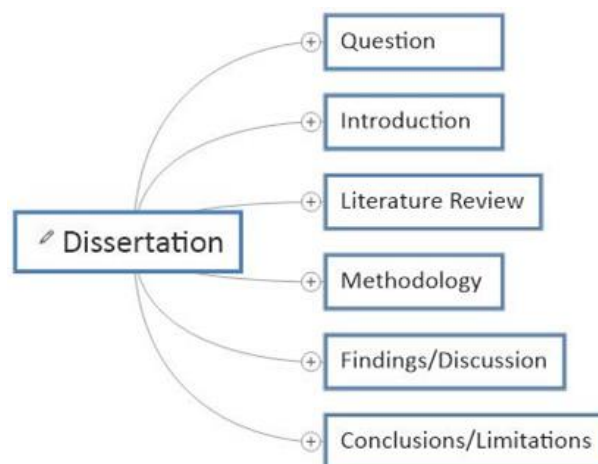 Question
Introduction
Literature Review
Dissertation
Methodology
Findings/Discussion
Conclusions/Limitations